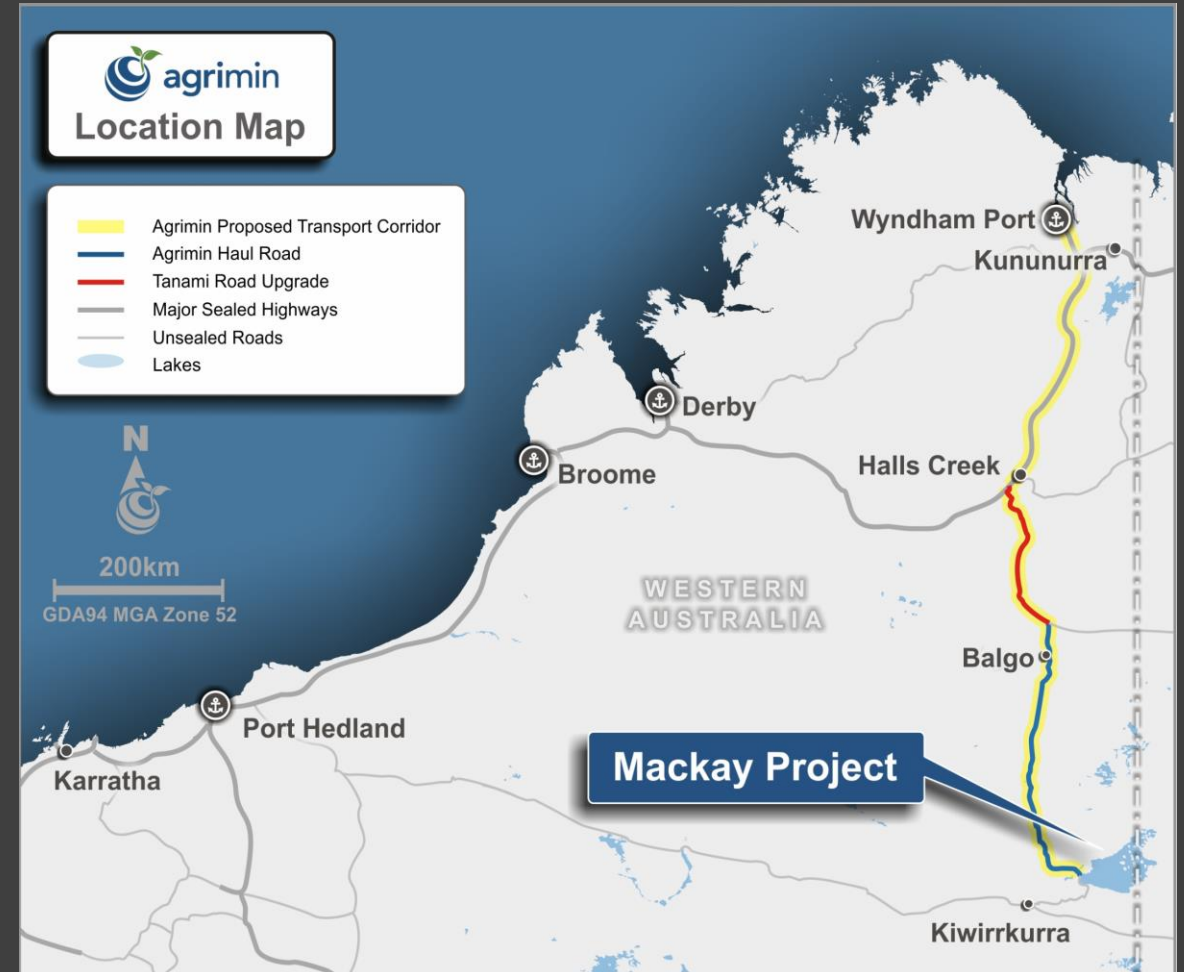 agrimin
Location Map
Agrimin Proposed Transport Corridor
Agrimin Haul Road
Tanami Road Upgrade
Major Sealed Highways
Unsealed Roads
Lakes
N
200km
GDA94 MGA Zone 52
Wyndham Port
Kununurra
Derby
Broome
Halls Creek
WESTERN
AUSTRALIA
Balgo
Port Hedland
Karratha
Mackay Project
Kiwirrkurra